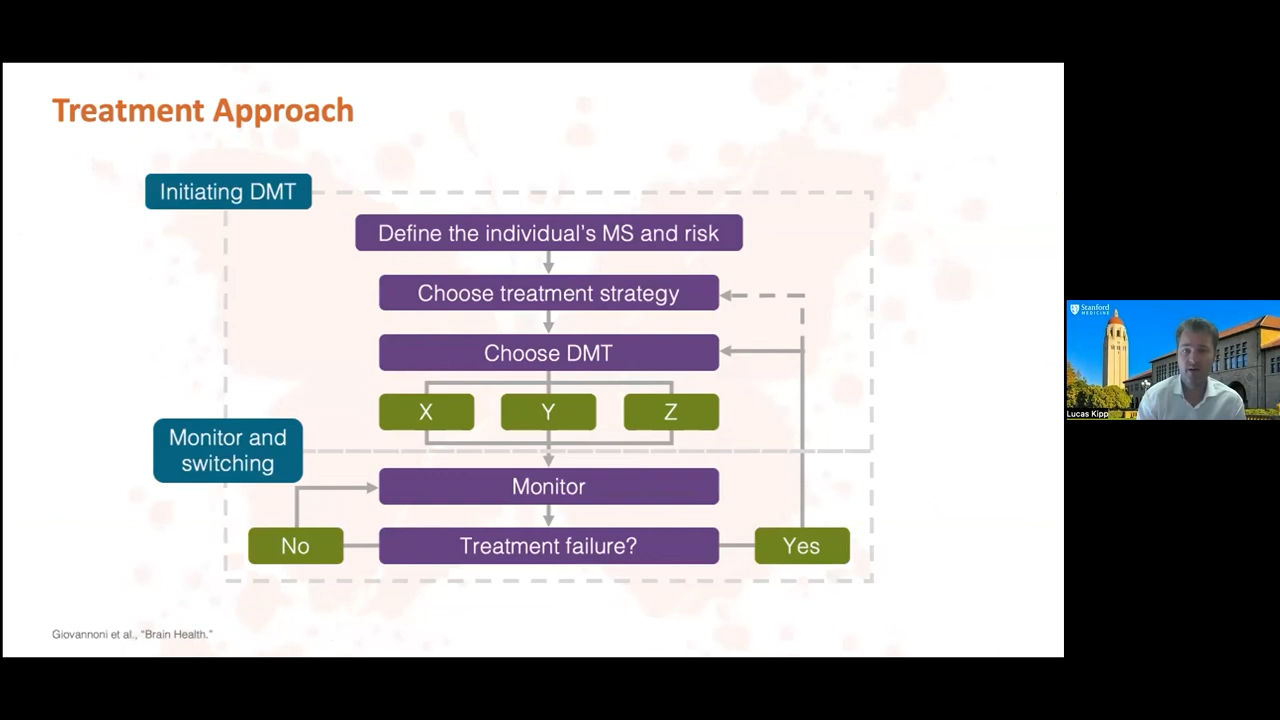 Treatment Approach
Initiating DMT
Define the individual's MS and risk
Choose treatment strategy
Choose DMT
X
Y
Z
Monitor and
switching
Monitor
No
Treatment failure?
Yes
Giovannoni et al., “Brain Health.”
Stanford
MEDICINE
Lucas Kipp